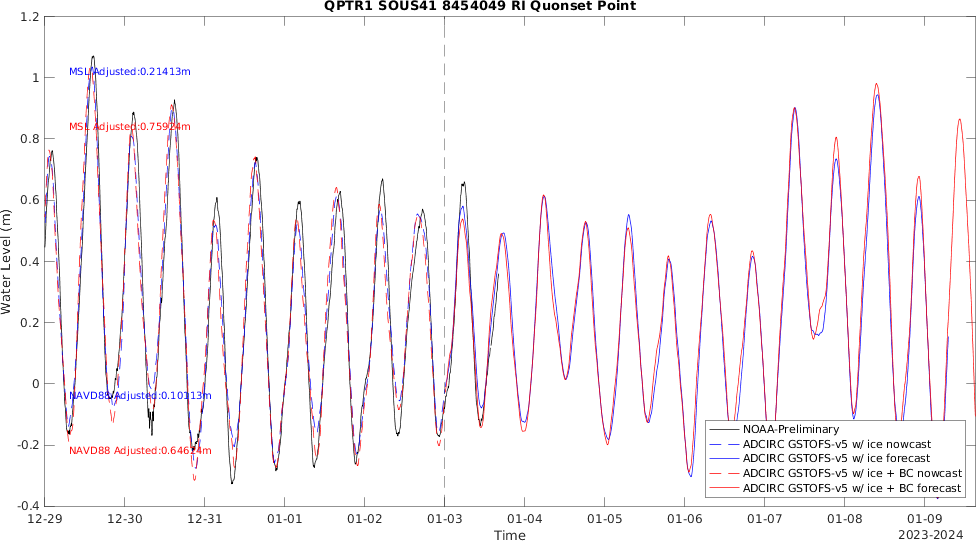 QPTR1 SOUS41 8454049 RI Quonset Point
1.2
1
0.8
0.6
0.4
0.2
0
-0.2
-0.4
Water Level (m)
MSL Adjusted:0.21413m
MSL Adjusted:0.75924m
NAVD88 Adjusted:0.10113m
NAVD88 Adjusted:
NOAA-Preliminary
ADCIRC GSTOFS-v5 w/ ice nowcast
ADCIRC GSTOFS-v5 w/ ice forecast
ADCIRC GSTOFS-v5 w/ ice + BC nowcast
ADCIRC GSTOFS-v5 w/ ice + BC forecast
12-29 12-30 12-31 01-01 01-02 01-03 01-04 01-05 01-06 01-07 01-08 01-09
Time
2023-2024